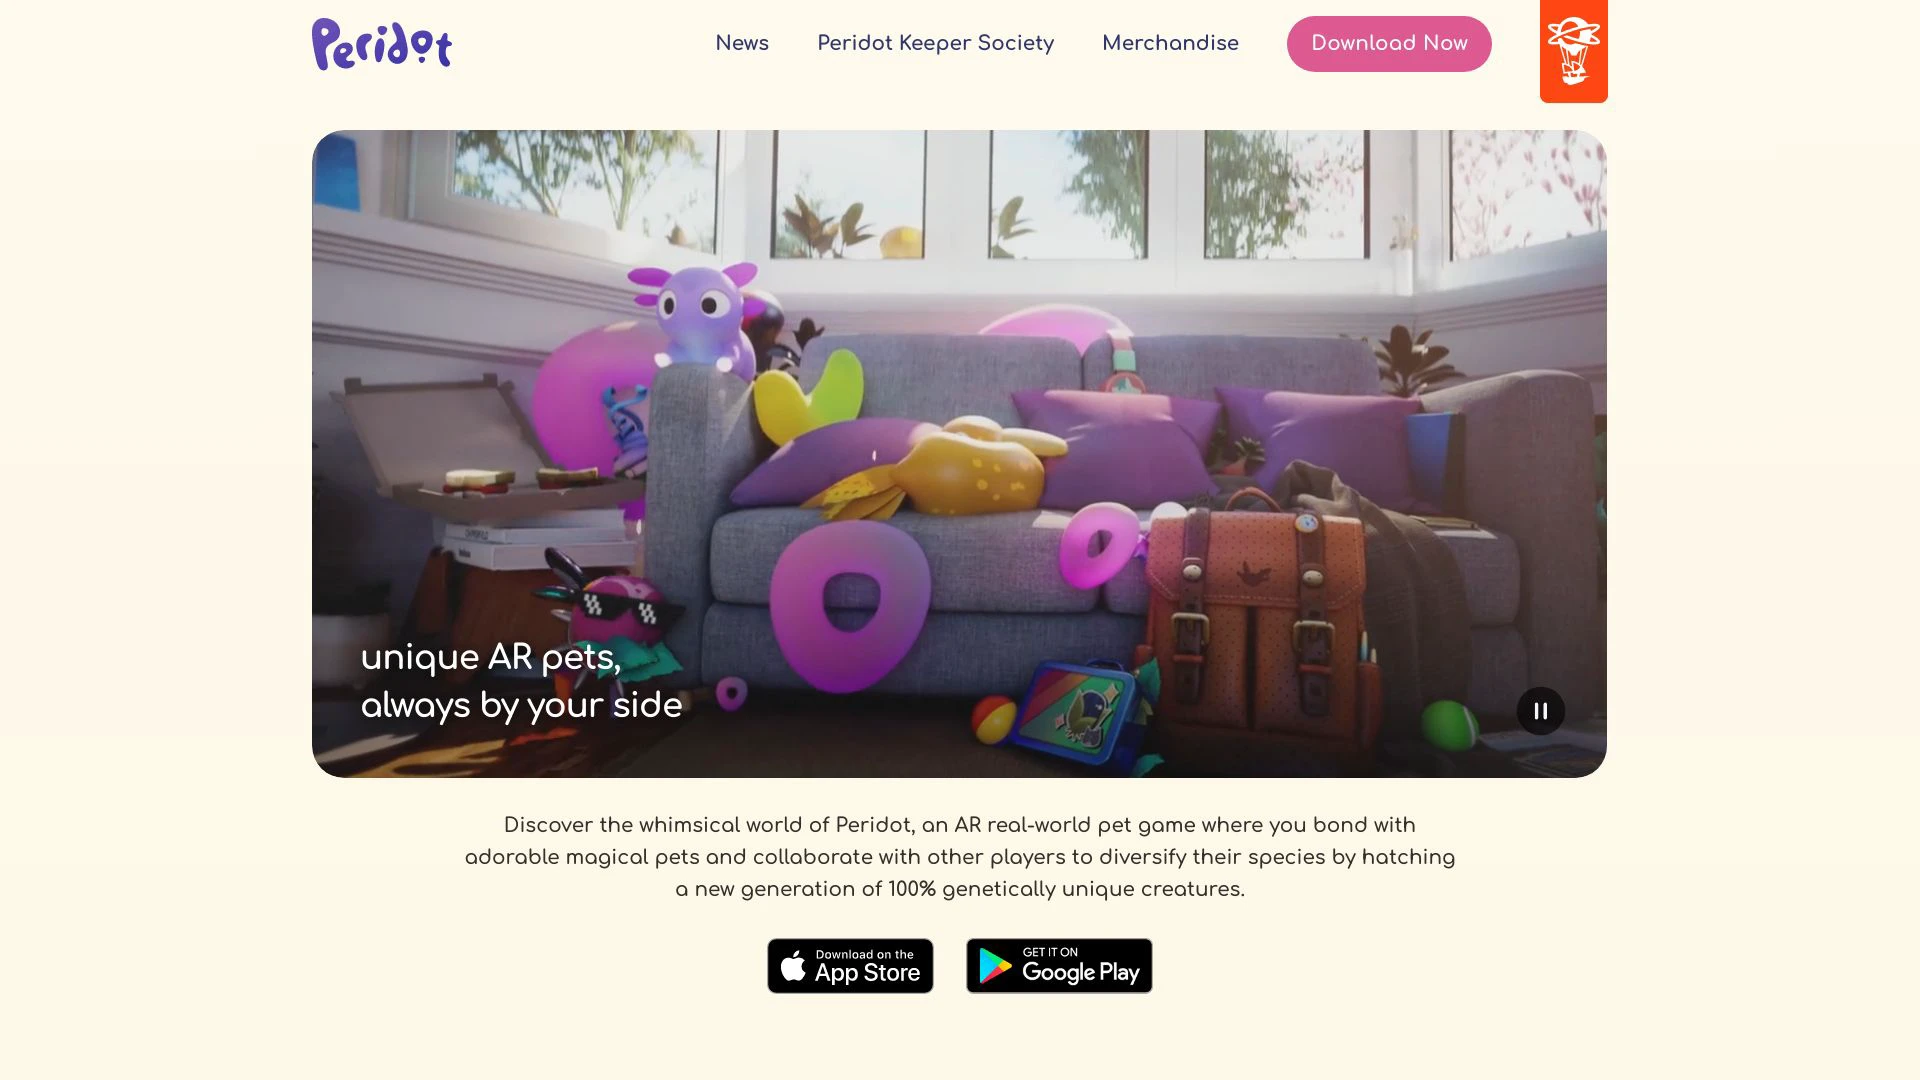 Peridot
News
Peridot Keeper Society
Merchandise
Download Now
unique AR pets,
always by your side
Discover the whimsical world of Peridot, an AR real-world pet game where you bond with
adorable magical pets and collaborate with other players to diversify their species by hatching
a new generation of 100% genetically unique creatures.
Download on the
App Store
GET IT ON
Google Play